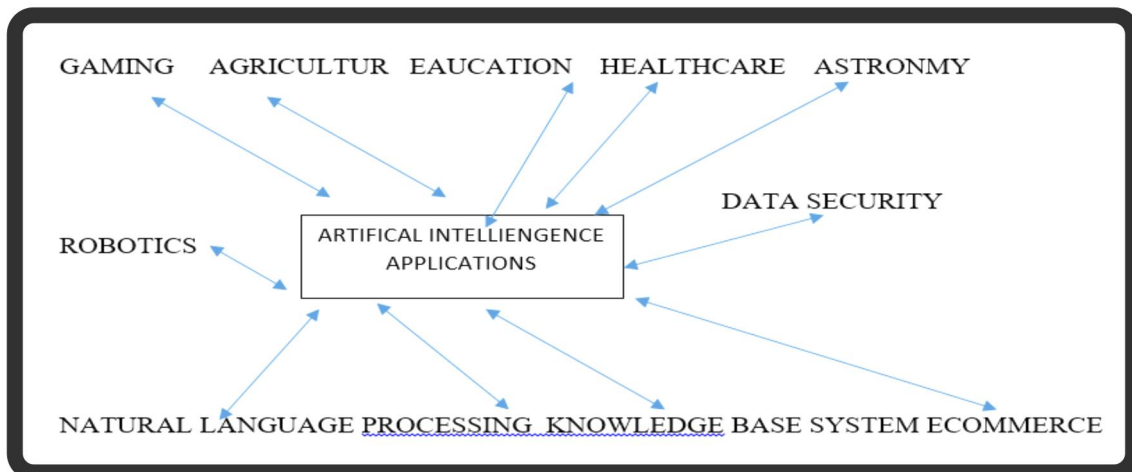 GAMING AGRICULTUR EAUCATION HEALTHCARE ASTRONMY
DATA SECURITY
ROBOTICS
ARTIFICAL INTELLIENGENCE
APPLICATIONS
NATURAL LANGUAGE PROCESSING KNOWLEDGE BASE SYSTEM ECOMMERCE